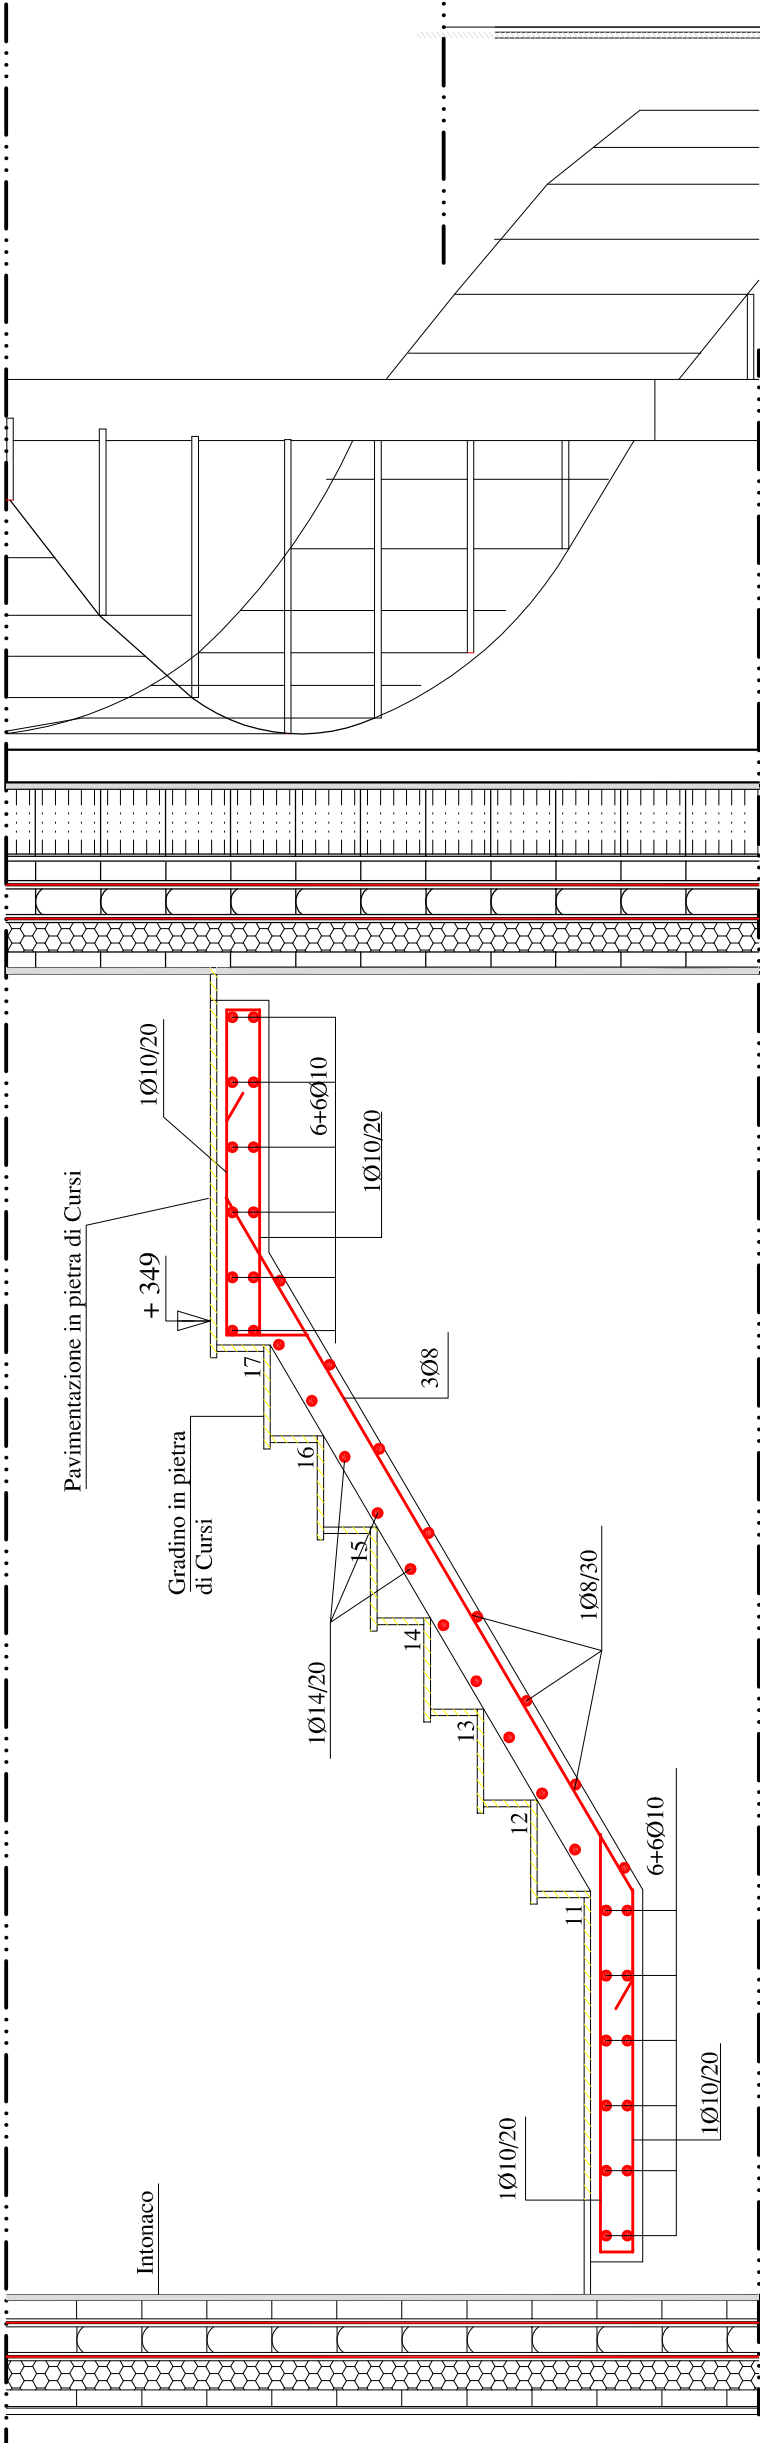 1Ø10/20
6+6Ø10
1Ø10/20
Pavimentazione in pietra di Cursi
+ 349
17
3Ø8
Gradino in pietra
di Cursi
16
15
14
1Ø14/20
13
12
11
1Ø8/30
6+6Ø10
1Ø10/20
1Ø10/20
Intonaco